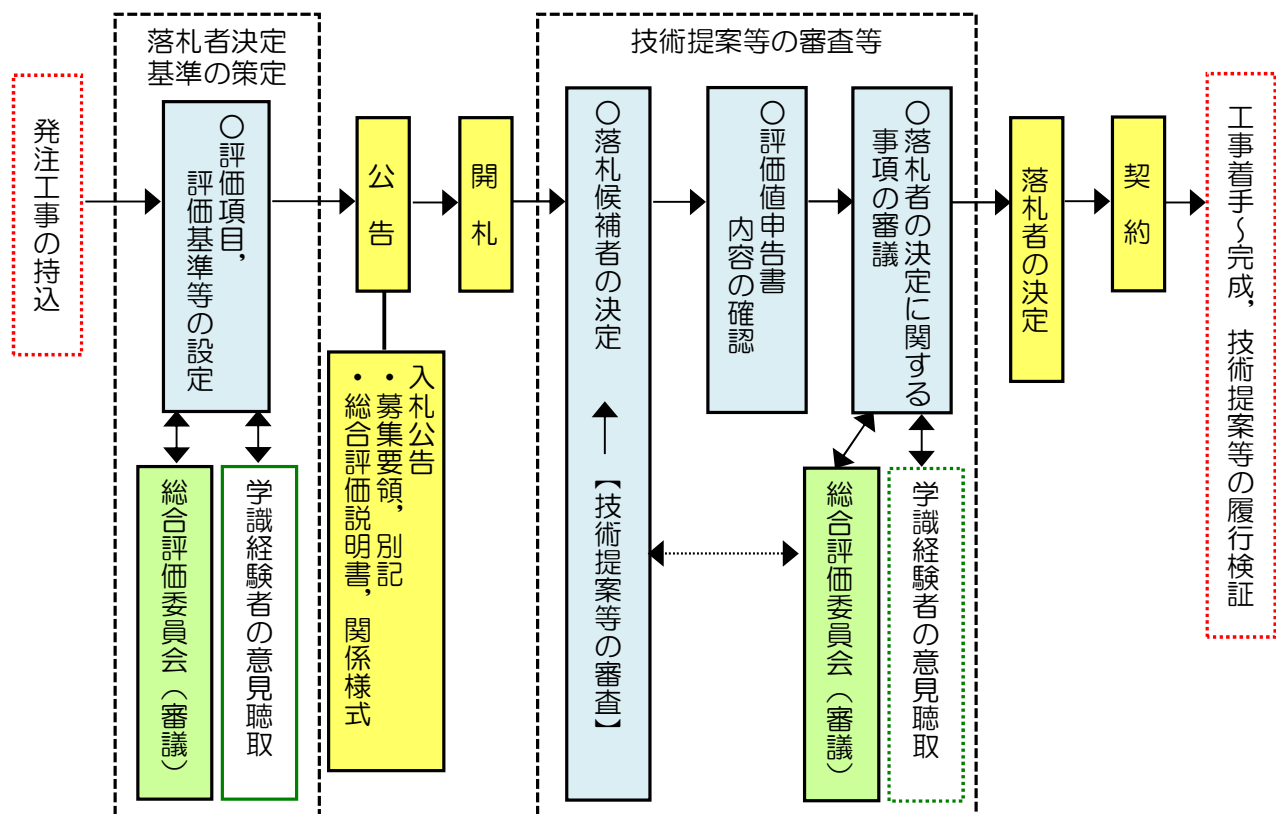 落札者決定
基準の策定
技術提案等の審査等
発注工事の持込
○評価項目，
評価基準等の設定
公告
開札
○落札候補者の決定
【技術提案等の審査】
○評価値申告書
内容の確認
○落札者の決定に関する
事項の審議
落札者の決定
契約
工事着手～完成，技術提案等の履行検証
入札公告
・募集要領，別記
・総合評価説明書，関係様式
総合評価委員会（審議）
学識経験者の意見聴取
総合評価委員会（審議）
学識経験者の意見聴取